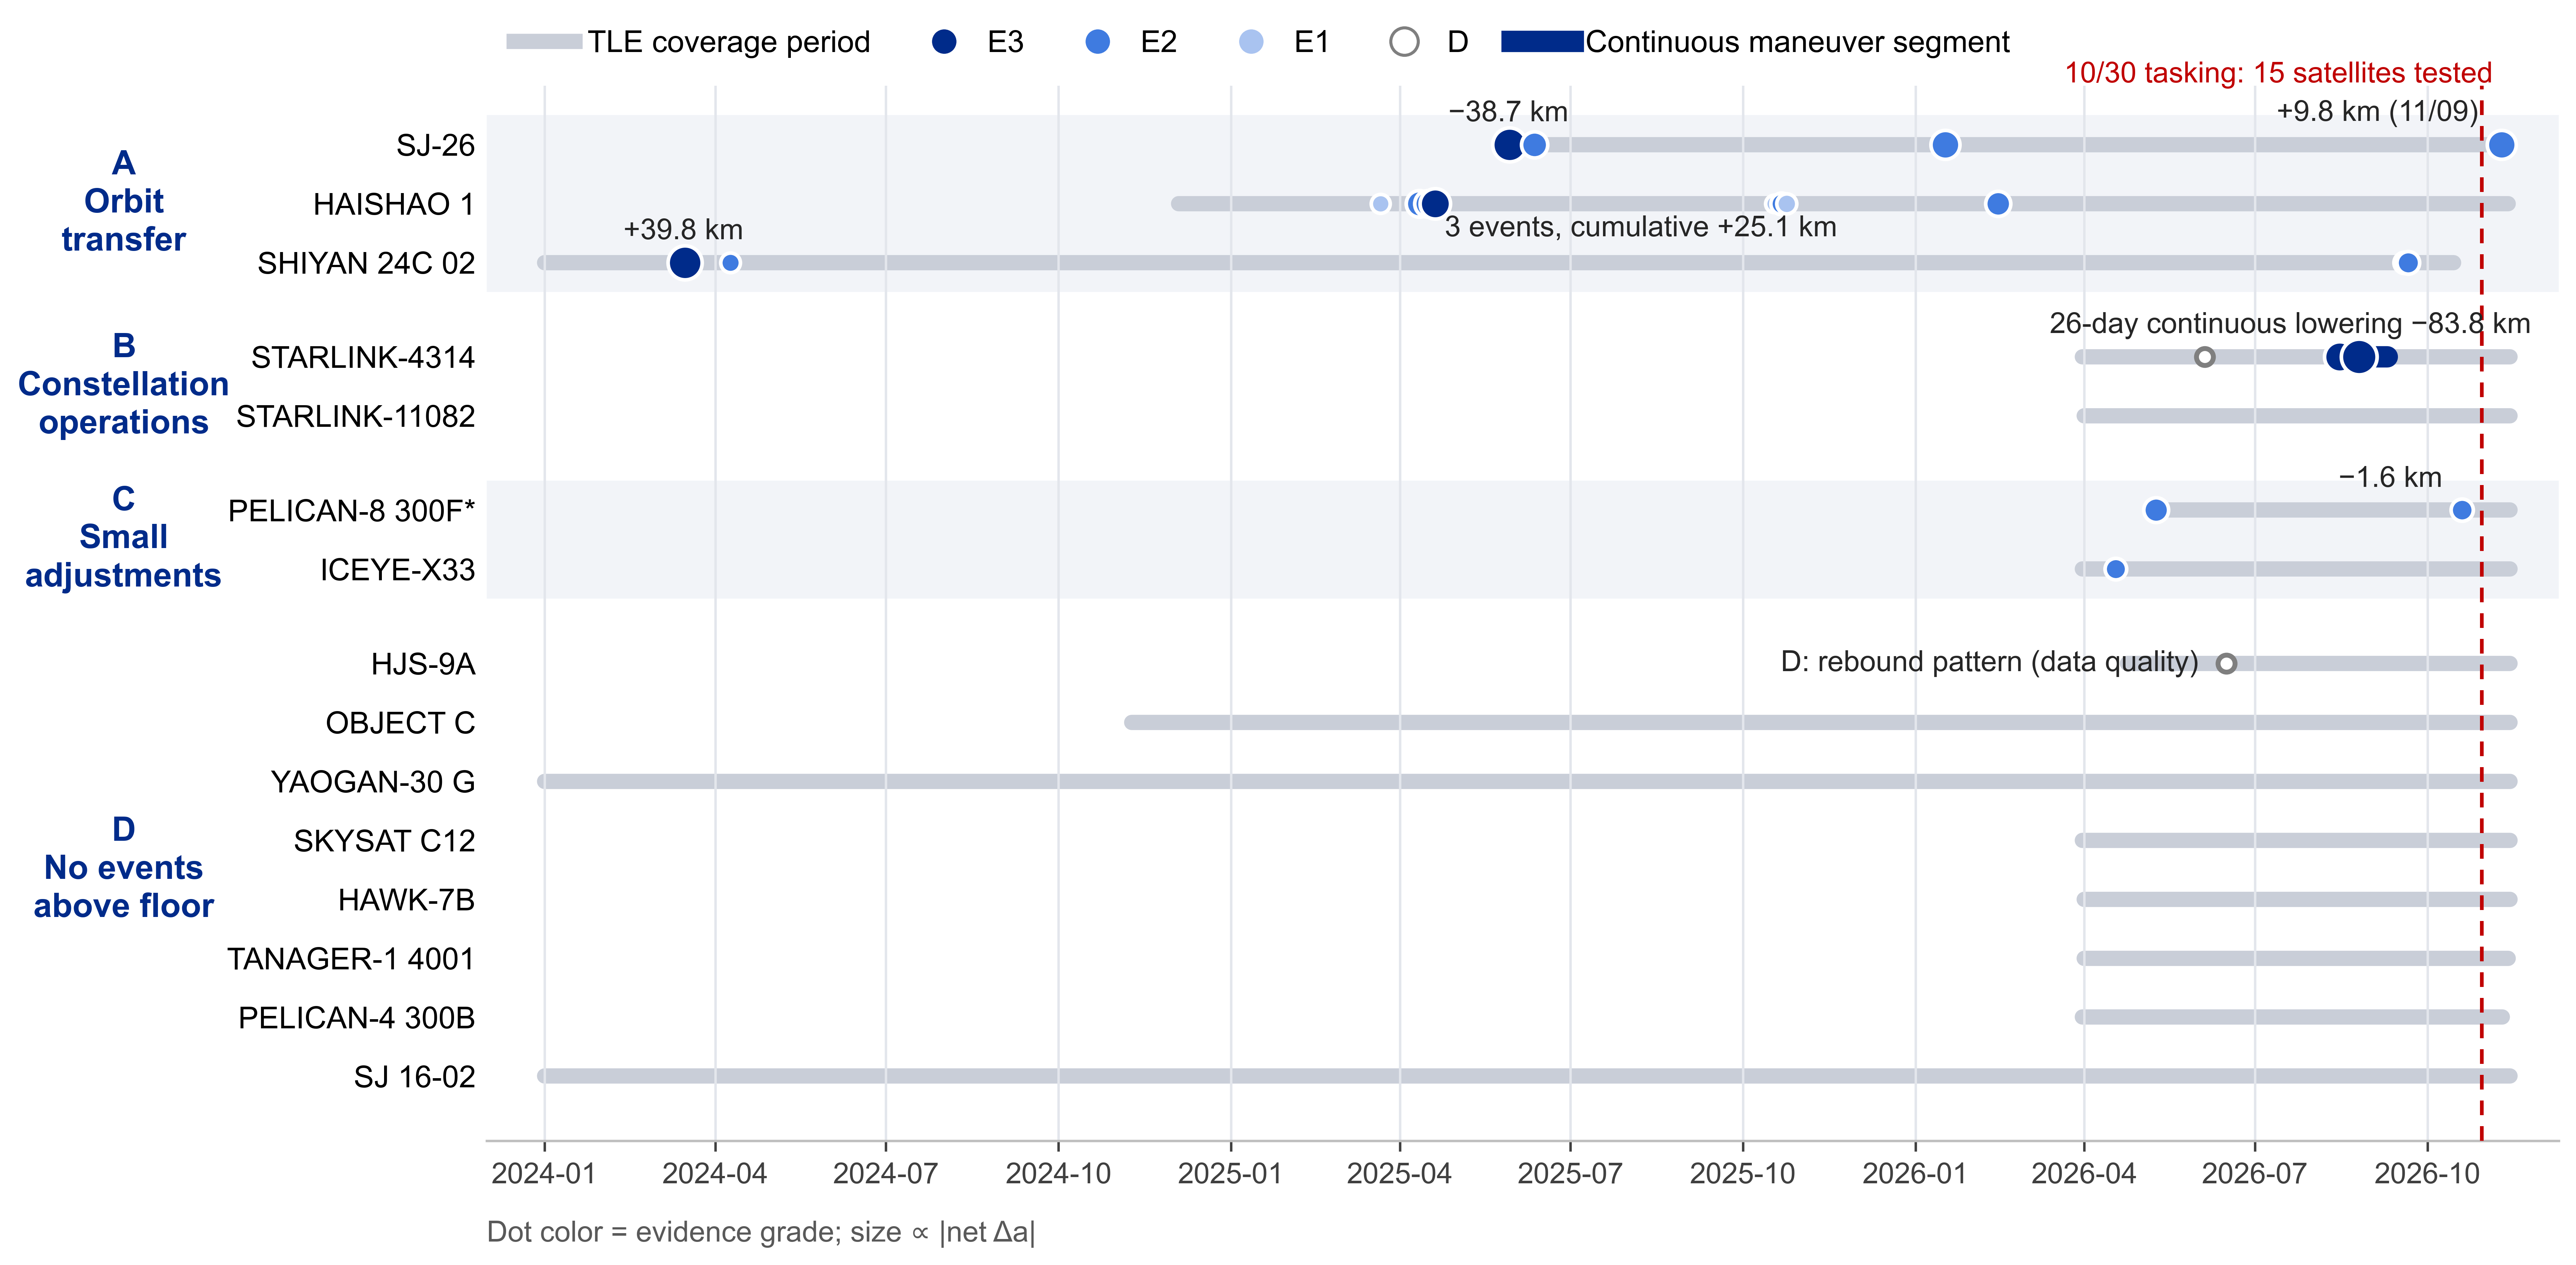 TLE coverage period
E3
E2
E1
D
Continuous maneuver segment
10/30 tasking: 15 satellites tested
−38.7 km
+9.8 km (11/09)
A
Orbit
transfer
SJ-26
HAISHAO 1
3 events, cumulative +25.1 km
+39.8 km
SHIYAN 24C 02
B
Constellation
operations
26-day continuous lowering −83.8 km
STARLINK-4314
STARLINK-11082
C
Small
adjustments
−1.6 km
PELICAN-8 300F*
ICEYE-X33
D
No events
above floor
HJS-9A
D: rebound pattern (data quality)
OBJECT C
YAOGAN-30 G
SKYSAT C12
HAWK-7B
TANAGER-1 4001
PELICAN-4 300B
SJ 16-02
2024-01
2024-04
2024-07
2024-10
2025-01
2025-04
2025-07
2025-10
2026-01
2026-04
2026-07
2026-10
Dot color = evidence grade; size ∝ |net Δa|